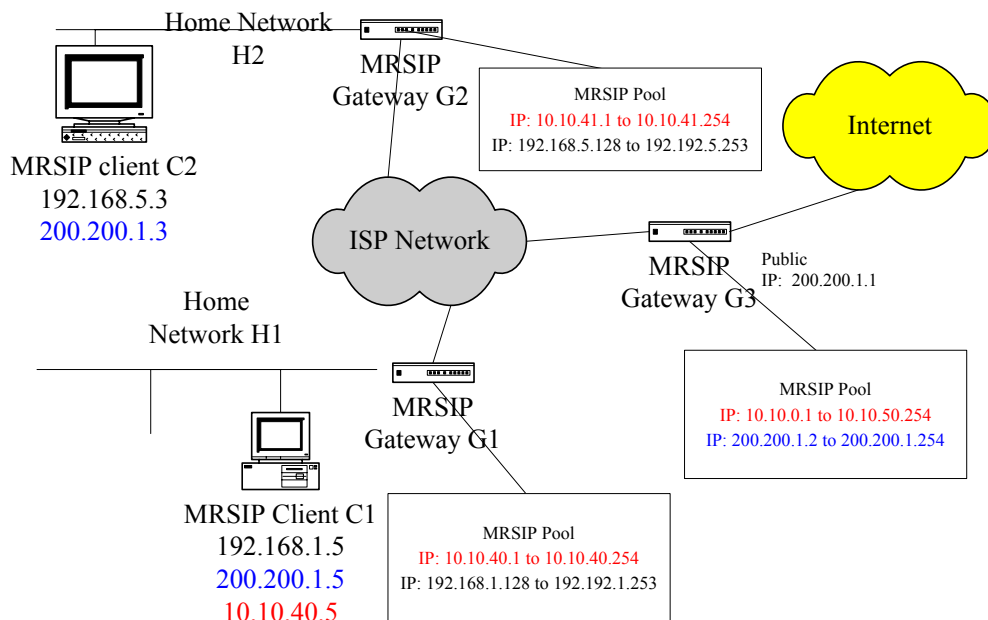 Home Network
H2
MRSIP
Gateway G2
MRSIP Pool
IP: 10.10.41.1 to 10.10.41.254
IP: 192.168.5.128 to 192.192.5.253
Internet
MRSIP client C2
192.168.5.3
200.200.1.3
ISP Network
MRSIP
Gateway G3
Public
IP: 200.200.1.1
Home
Network H1
MRSIP
Gateway G1
MRSIP Pool
IP: 10.10.0.1 to 10.10.50.254
IP: 200.200.1.2 to 200.200.1.254
MRSIP Client C1
192.168.1.5
200.200.1.5
10.10.40.5
MRSIP Pool
IP: 10.10.40.1 to 10.10.40.254
IP: 192.168.1.128 to 192.192.1.253